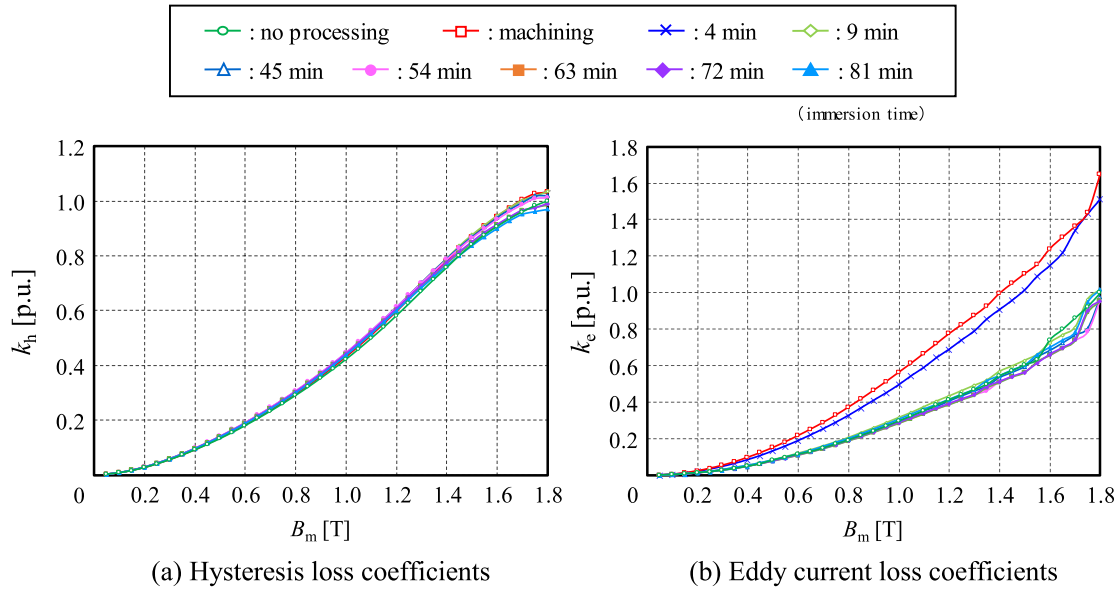 : no processing : machining : 4 min : 9 min
: 45 min : 54 min : 63 min : 72 min : 81 min
(immersion time)
1.2
1.0
0.8
0.6
0.4
0.2
0
0.2 0.4 0.6 0.8 1.0 1.2 1.4 1.6 1.8
kh [p.u.]
Bm [T]
(a) Hysteresis loss coefficients
1.8
1.6
1.4
1.2
1.0
0.8
0.6
0.4
0.2
0
0.2 0.4 0.6 0.8 1.0 1.2 1.4 1.6 1.8
ke [p.u.]
Bm [T]
(b) Eddy current loss coefficients